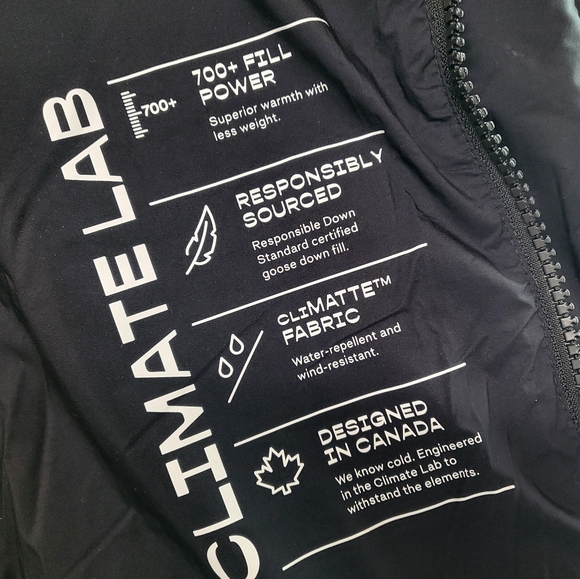 CLIMATE LAB
700+
700+ FILL
POWER
Superior warmth with
less weight.
RESPONSIBLY
SOURCED
Responsible Down
Standard certified
goose down fill.
CLiMATTE™
FABRIC
Water-repellent and
wind-resistant.
DESIGNED
IN CANADA
We know cold. Engineered
in the Climate Lab to
withstand the elements.